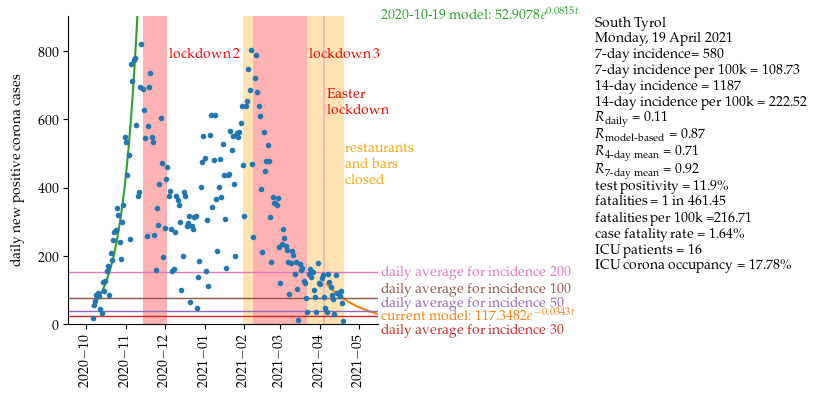 2020-10-19 model: 52.9078e^0.0815t
daily new positive corona cases
800
600
400
200
0
2020−10
2020−11
2020−12
2021−01
2021−02
2021−03
2021−04
2021−05
lockdown 2
lockdown 3
Easter
lockdown
restaurants
and bars
closed
daily average for incidence 200
daily average for incidence 100
daily average for incidence 50
current model: 117.3482e^−0.0343t
daily average for incidence 30
South Tyrol
Monday, 19 April 2021
7-day incidence= 580
7-day incidence per 100k = 108.73
14-day incidence = 1187
14-day incidence per 100k = 222.52
R_daily = 0.11
R_model-based = 0.87
R_4-day mean = 0.71
R_7-day mean = 0.92
test positivity = 11.9%
fatalities = 1 in 461.45
fatalities per 100k =216.71
case fatality rate = 1.64%
ICU patients = 16
ICU corona occupancy = 17.78%